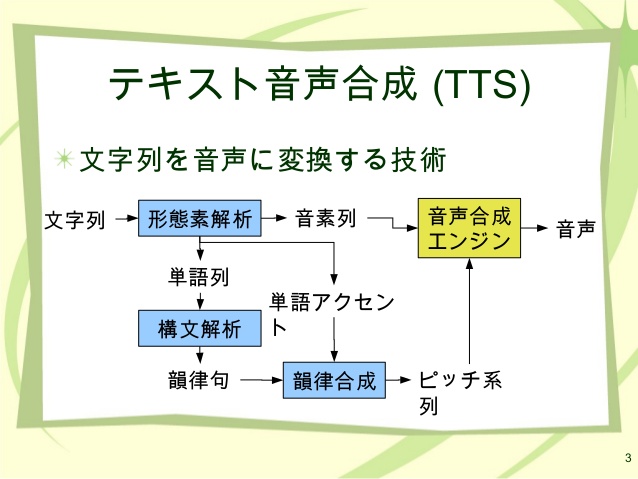 テキスト音声合成 (TTS)
文字列を音声に変換する技術
文字列
形態素解析
音素列
音声合成
エンジン
音声
単語列
単語アクセン
ト
構文解析
韻律句
韻律合成
ピッチ系
列
3